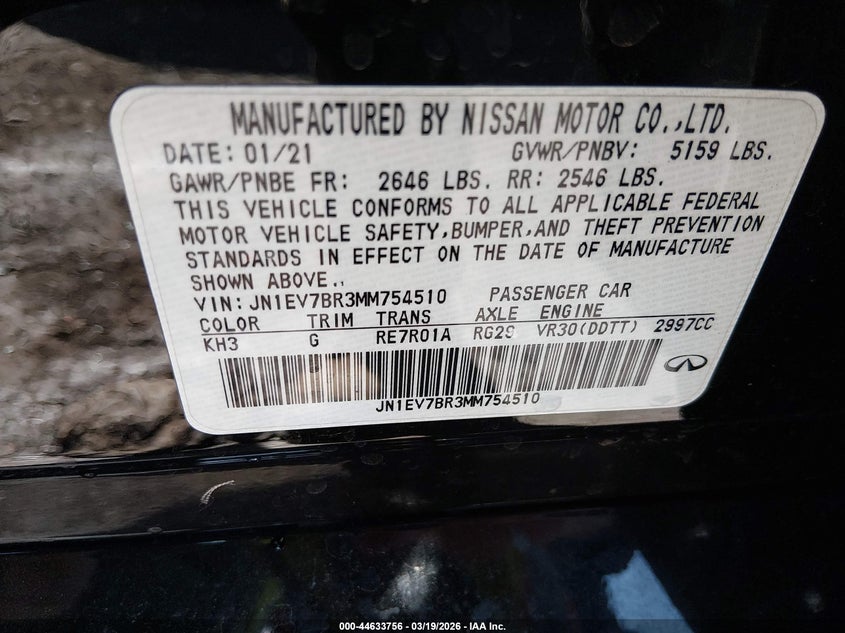 MANUFACTURED BY NISSAN MOTOR CO.,LTD.
DATE: 01/21 GVWR/PNBV: 5159 LBS.
GAWR/PNBE FR: 2646 LBS. RR: 2546 LBS.
THIS VEHICLE CONFORMS TO ALL APPLICABLE FEDERAL
MOTOR VEHICLE SAFETY,BUMPER,AND THEFT PREVENTION
STANDARDS IN EFFECT ON THE DATE OF MANUFACTURE
SHOWN ABOVE.
VIN: JN1EV7BR3MM754510 PASSENGER CAR
COLOR TRIM TRANS AXLE ENGINE
KH3 G RE7R01A RG29 VR30(DDTT) 2997CC
JN1EV7BR3MM754510
000-44633756 - 03/19/2026 - IAA Inc.